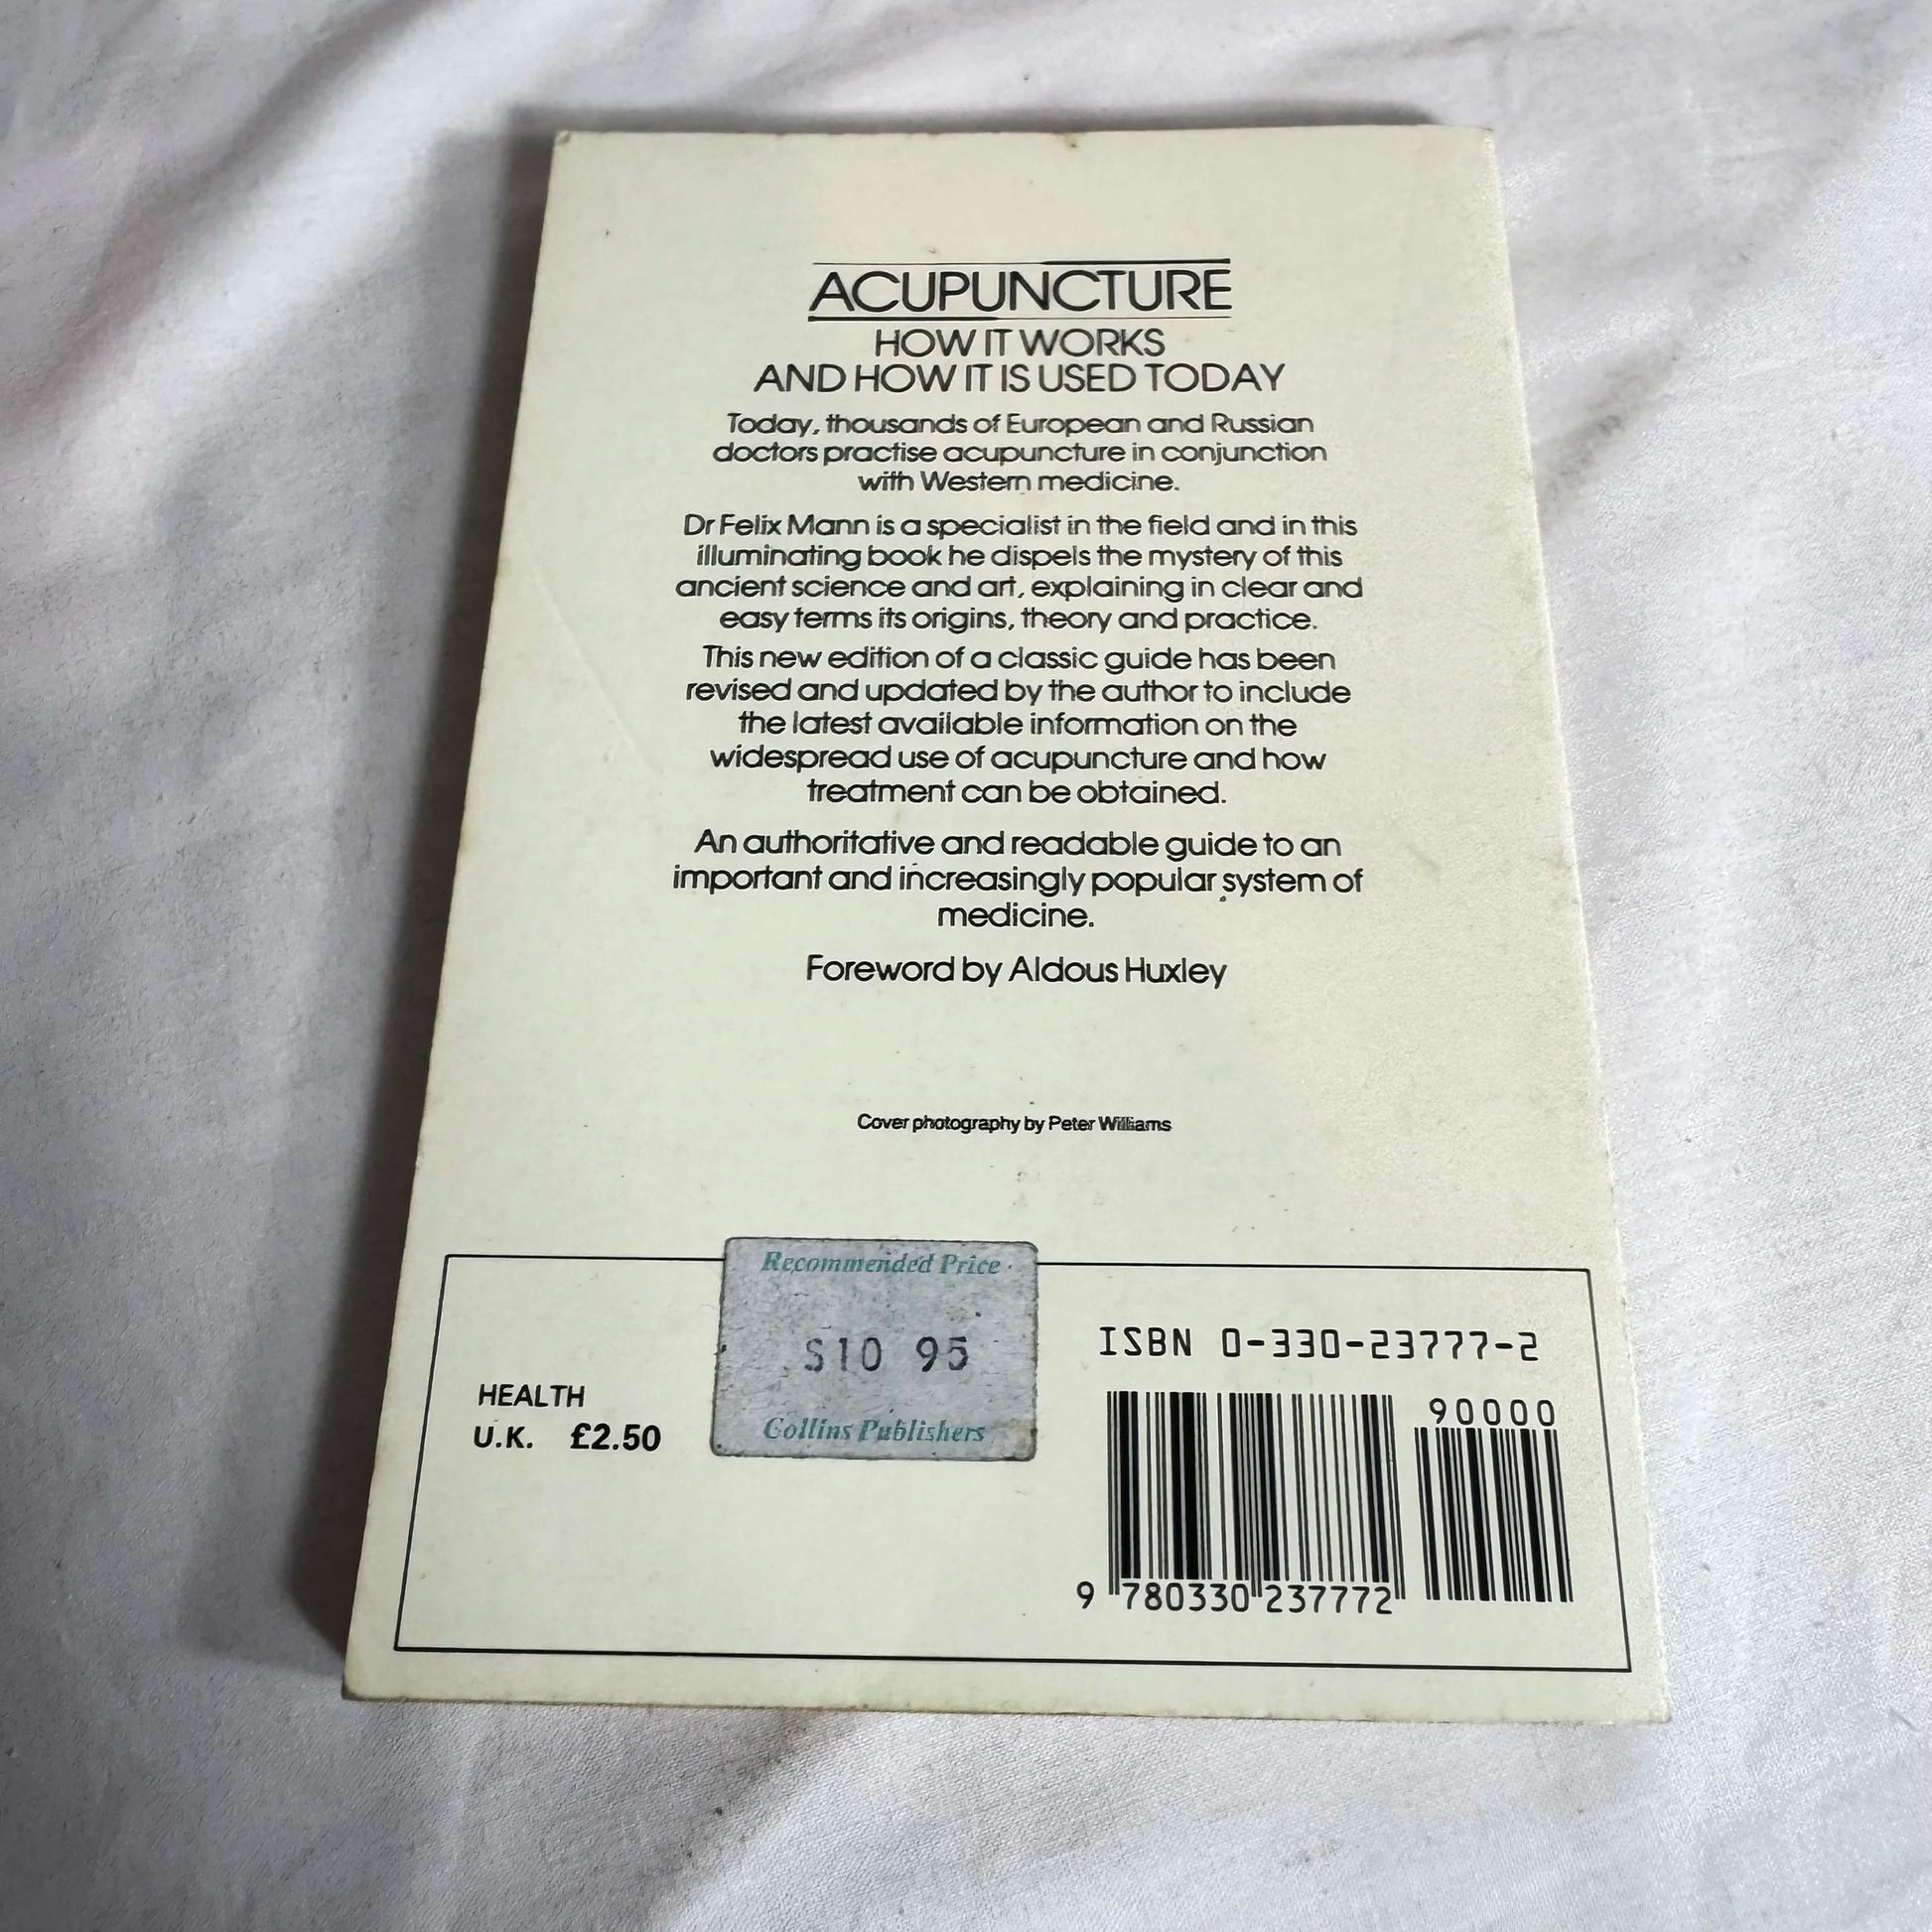 ACUPUNCTURE
HOW IT WORKS
AND HOW IT IS USED TODAY
Today, thousands of European and Russian
doctors practise acupuncture in conjunction
with Western medicine.
Dr Felix Mann is a specialist in the field and in this
illuminating book he dispels the mystery of this
ancient science and art, explaining in clear and
easy terms its origins, theory and practice.
This new edition of a classic guide has been
revised and updated by the author to include
the latest available information on the
widespread use of acupuncture and how
treatment can be obtained.
An authoritative and readable guide to an
important and increasingly popular system of
medicine.
Foreword by Aldous Huxley
Cover photography by Peter Williams
Recommended Price
$10 95
Collins Publishers
HEALTH
U.K. £2.50
ISBN 0-330-23777-2
90000
9 780330 237772